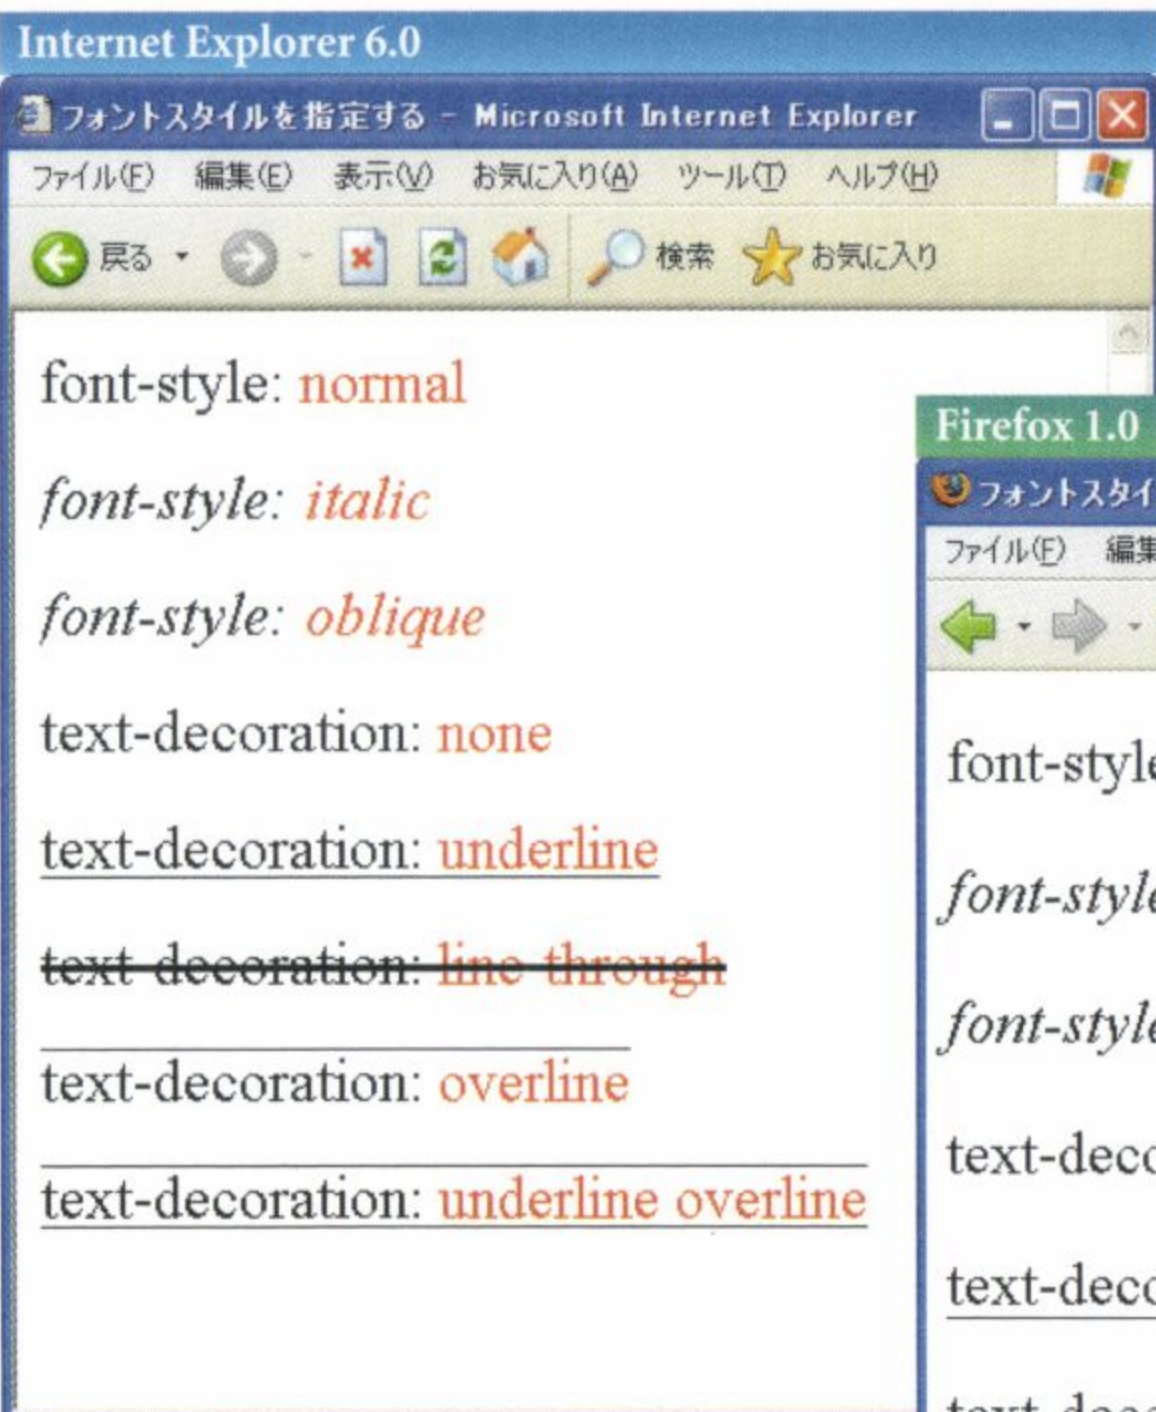 Internet Explorer 6.0
フォントスタイルを指定する - Microsoft Internet Explorer
ファイル(F) 編集(E) 表示(V) お気に入り(A) ツール(T) ヘルプ(H)
戻る 検索 お気に入り
font-style: normal
font-style: italic
font-style: oblique
text-decoration: none
text-decoration: underline
text-decoration: line-through
text-decoration: overline
text-decoration: underline overline
Firefox 1.0
フォントスタイ
ファイル(F) 編集
font-style
font-style
font-style
text-deco
text-deco
text-deco